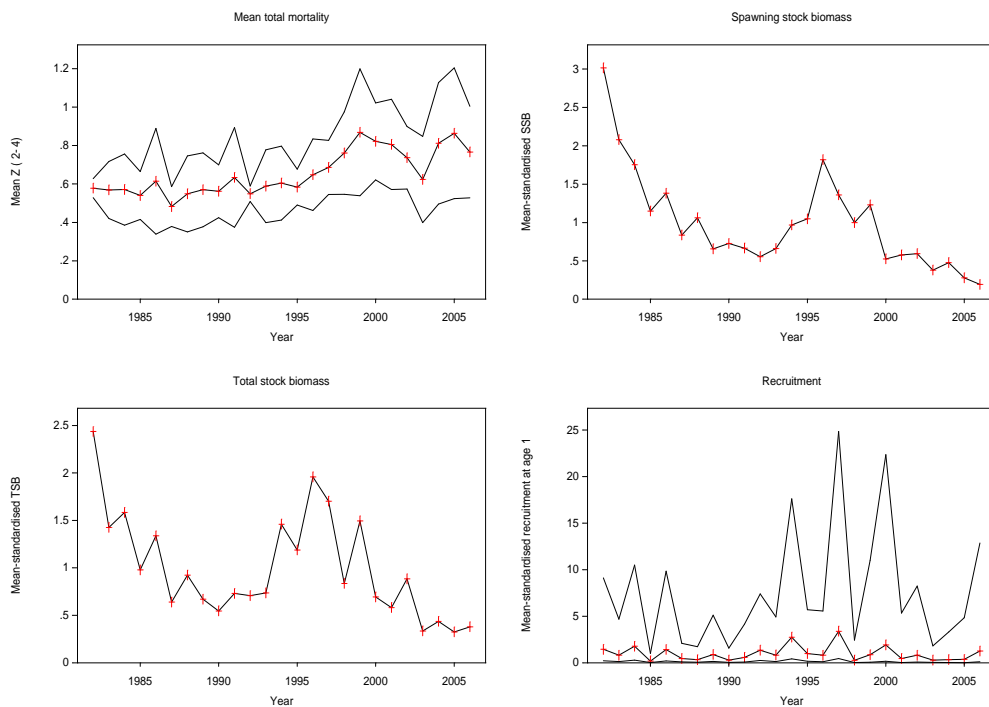 Mean total mortality
Mean Z ( 2- 4)
1.2
1
.8
.6
.4
.2
0
1985 1990 1995 2000 2005
Year
Spawning stock biomass
Mean-standardised SSB
3
2.5
2
1.5
1
.5
0
1985 1990 1995 2000 2005
Year
Total stock biomass
Mean-standardised TSB
2.5
2
1.5
1
.5
0
1985 1990 1995 2000 2005
Year
Recruitment
Mean-standardised recruitment at age 1
25
20
15
10
5
0
1985 1990 1995 2000 2005
Year